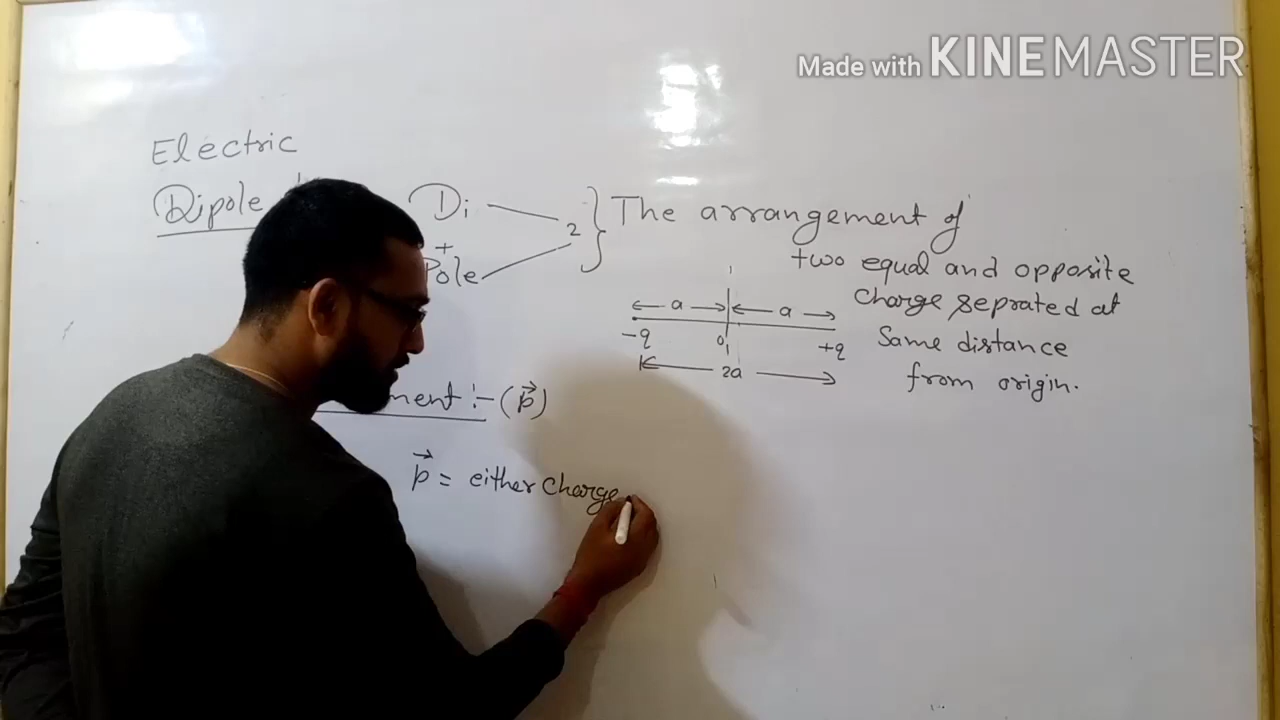 Made with KINEMASTER
Electric
Dipole
Di
+
Pole
2
The arrangement of
two equal and opposite
Charge seprated at
Same distance
from origin.
a a
-q 0 +q
2a
:- (p⃗)
p⃗ = either Charge